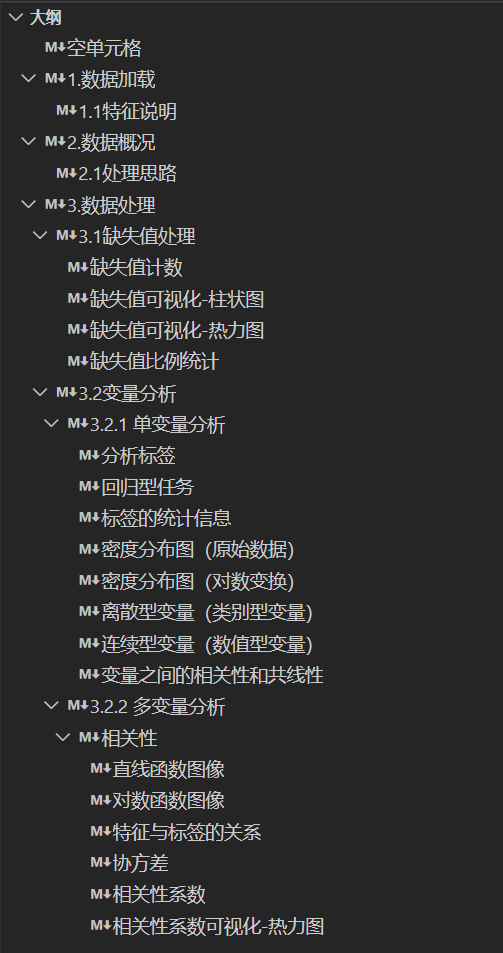 大纲
M↓空单元格
M↓1.数据加载
M↓1.1特征说明
M↓2.数据概况
M↓2.1处理思路
M↓3.数据处理
M↓3.1缺失值处理
M↓缺失值计数
M↓缺失值可视化-柱状图
M↓缺失值可视化-热力图
M↓缺失值比例统计
M↓3.2变量分析
M↓3.2.1 单变量分析
M↓分析标签
M↓回归型任务
M↓标签的统计信息
M↓密度分布图（原始数据）
M↓密度分布图（对数变换）
M↓离散型变量（类别型变量）
M↓连续型变量（数值型变量）
M↓变量之间的相关性和共线性
M↓3.2.2 多变量分析
M↓相关性
M↓直线函数图像
M↓对数函数图像
M↓特征与标签的关系
M↓协方差
M↓相关性系数
M↓相关性系数可视化-热力图